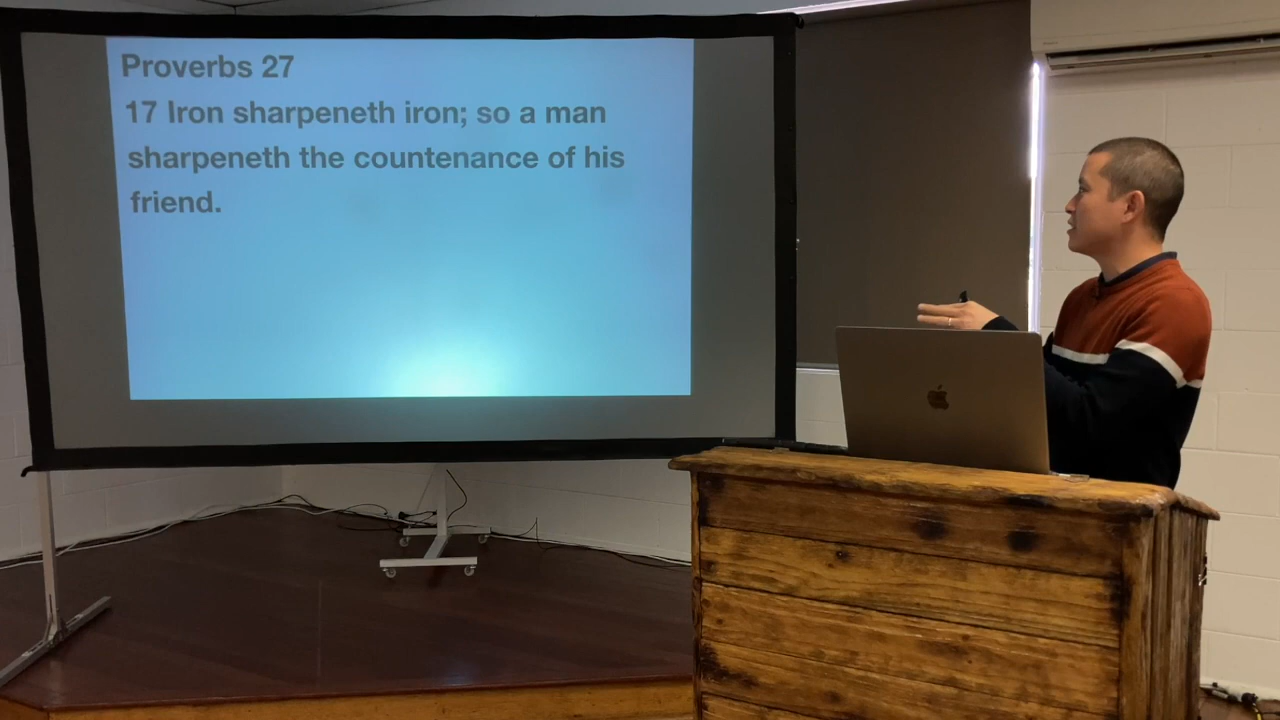 Proverbs 27
17 Iron sharpeneth iron; so a man
sharpeneth the countenance of his
friend.